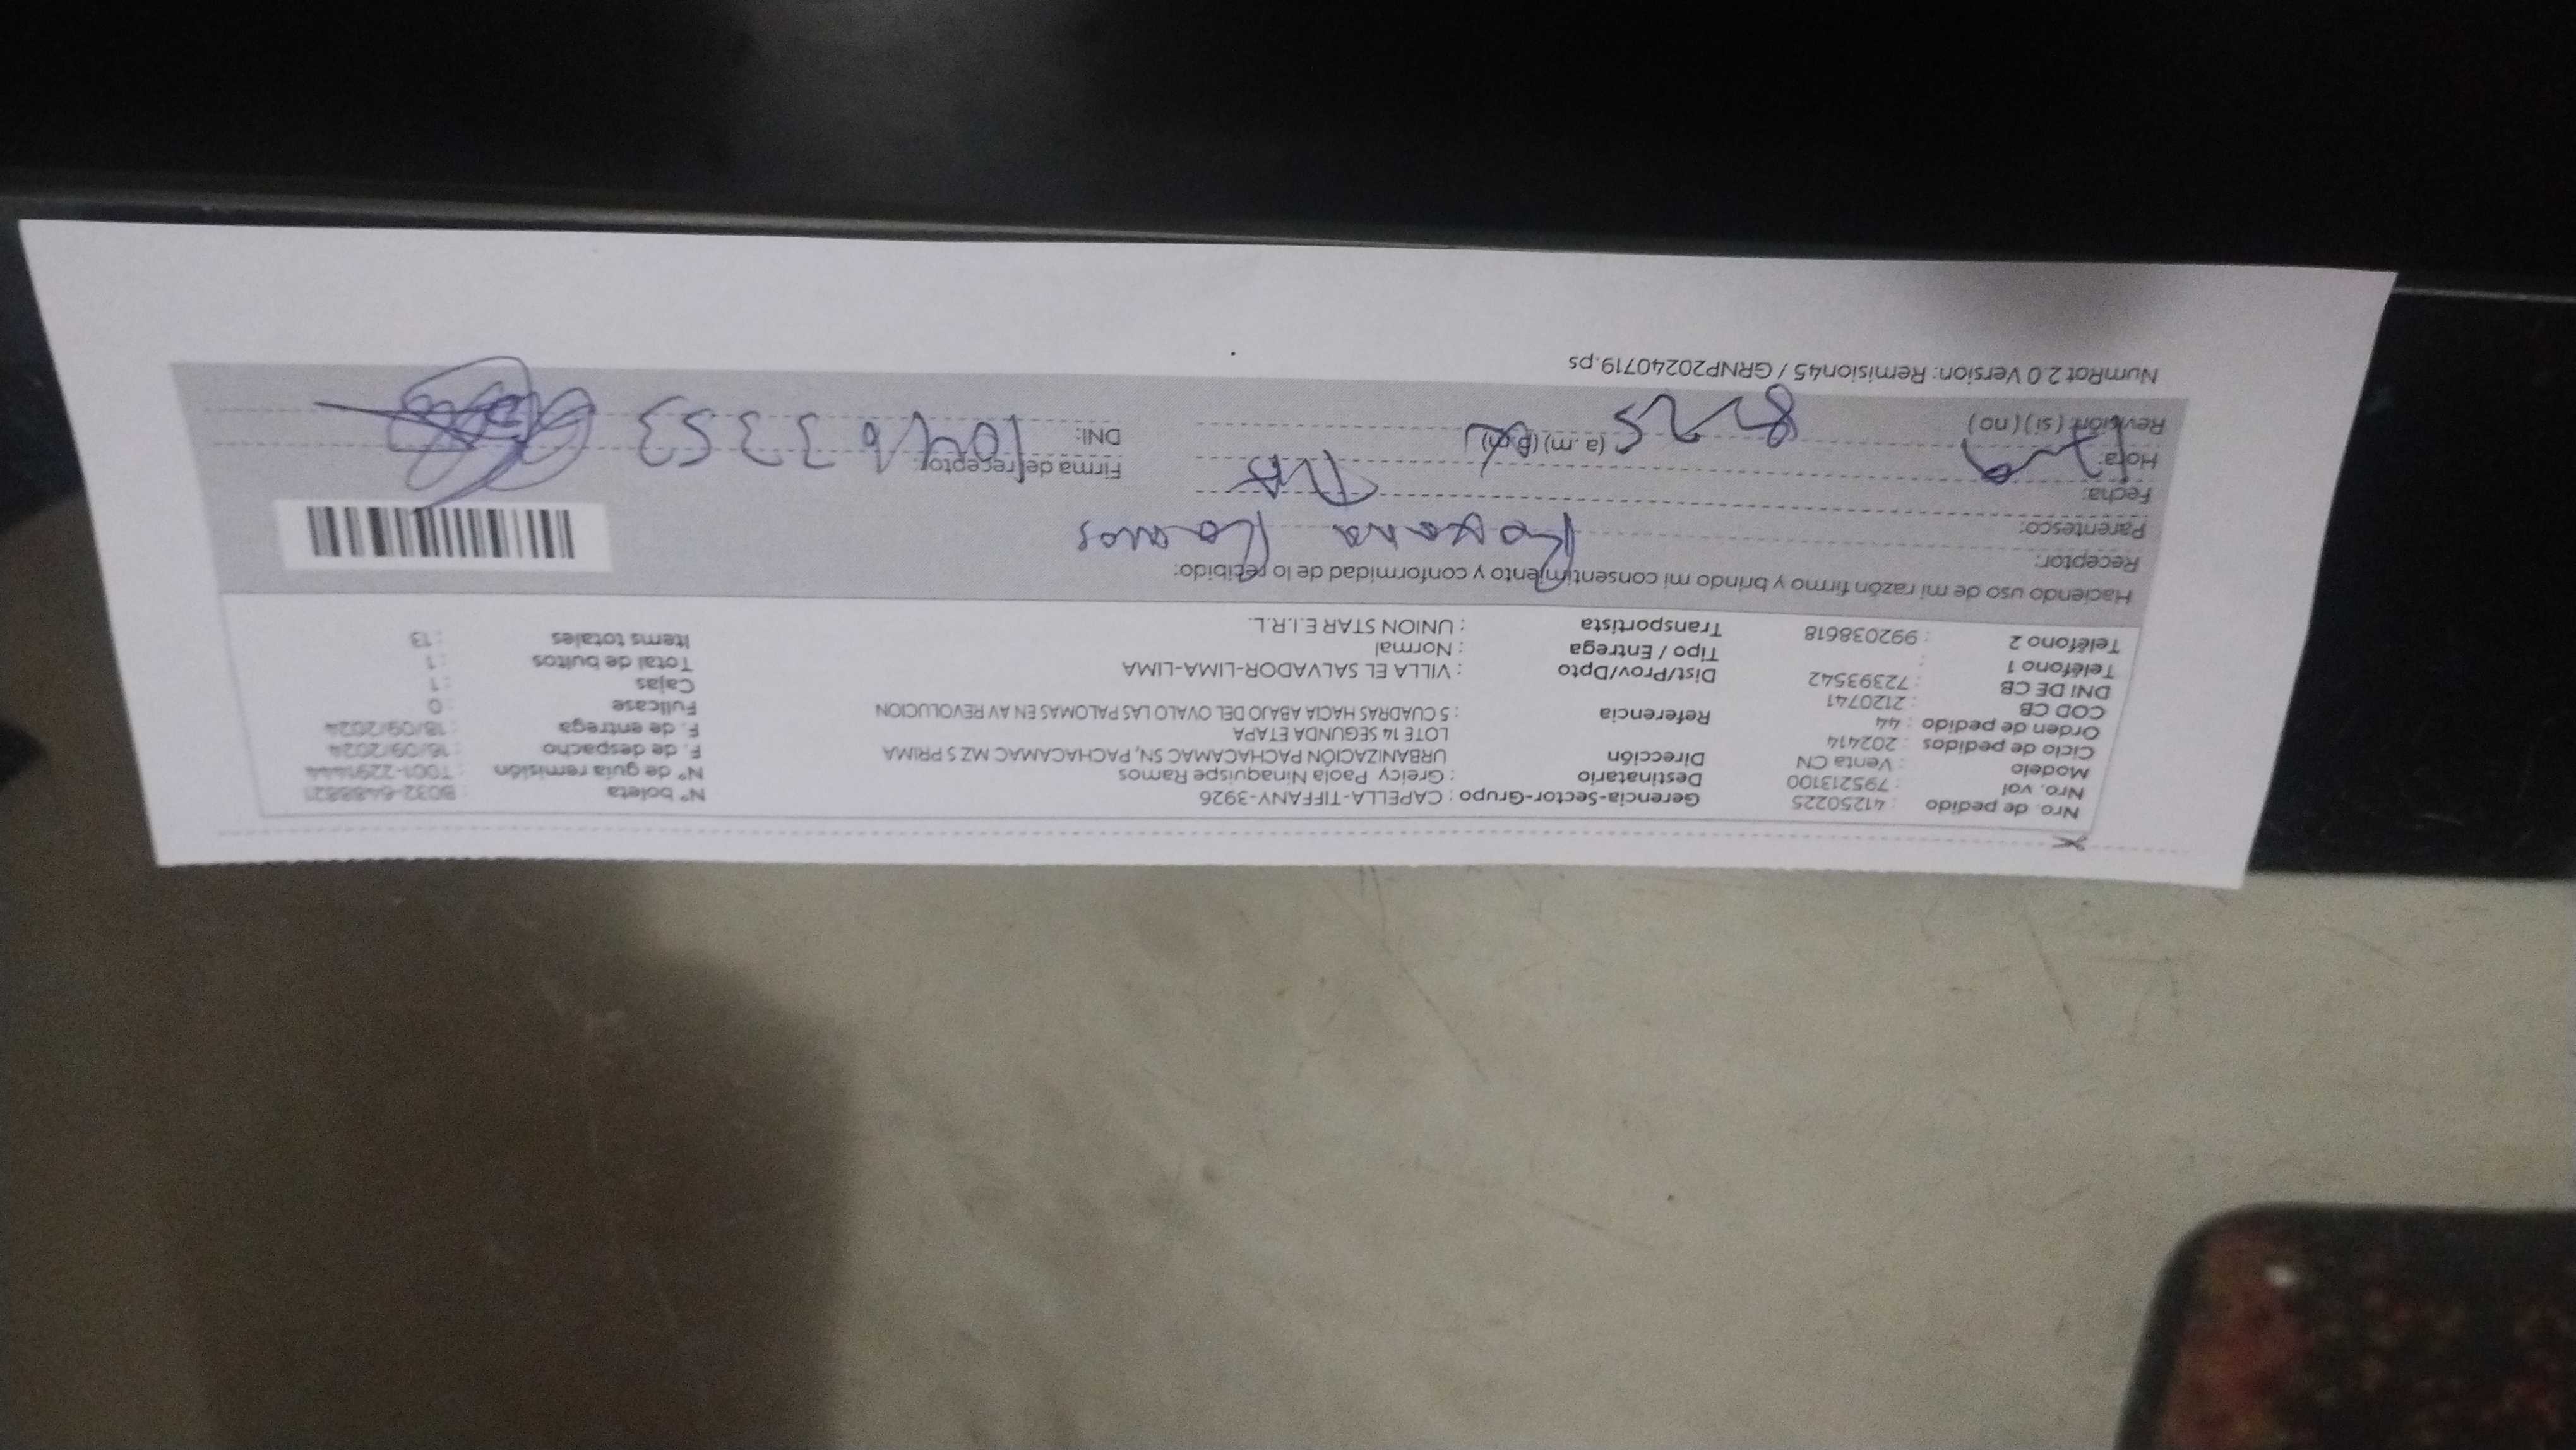 Nro. de pedido : 41250225 Gerencia-Sector-Grupo : CAPELLA-TIFFANY-3926 N° boleta : B032-6488821
Nro. vol : 795213100 Destinatario : Greicy Paola Ninaquispe Ramos N° de guía remisión : T001-2291444
Modelo : Venta CN Dirección URBANIZACIÓN PACHACAMAC SN, PACHACAMAC MZ S PRIMA F. de despacho : 16/09/2024
Ciclo de pedidos : 202414 LOTE 14 SEGUNDA ETAPA F. de entrega : 18/09/2024
Orden de pedido : 44 Referencia : 5 CUADRAS HACIA ABAJO DEL OVALO LAS PALOMAS EN AV REVOLUCION Fullcase : 0
COD CB : 2120741 Cajas : 1
DNI DE CB : 72393542 Dist/Prov/Dpto : VILLA EL SALVADOR-LIMA-LIMA Total de bultos : 1
Teléfono 1 : Tipo / Entrega : Normal Items totales : 13
Teléfono 2 : 992038618 Transportista : UNION STAR E.I.R.L.
Haciendo uso de mi razón firmo y brindo mi consentimiento y conformidad de lo recibido:
Receptor: Roxana Ramos
Parentesco:
Fecha: Firma de receptor:
Hora: 8 25 (a.m) (p.m) DNI: 10416 3353
Revisión: (si) (no)
NumRot 2.0 Version: Remision45 / GRNP20240719.ps